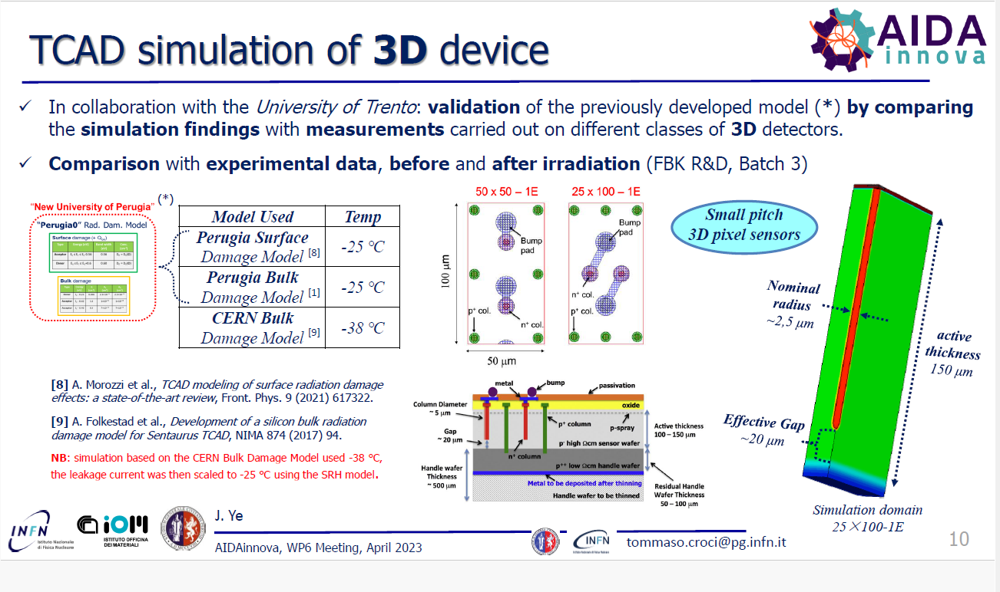 TCAD simulation of 3D device
AIDA
innova
✓ In collaboration with the University of Trento: validation of the previously developed model (*) by comparing
the simulation findings with measurements carried out on different classes of 3D detectors.
✓ Comparison with experimental data, before and after irradiation (FBK R&D, Batch 3)
(*)
"New University of Perugia"
"Perugia0" Rad. Dam. Model
Surface damage (+ Qox)
Type
Acceptor
Donor
Bulk damage
Type
Donor
Acceptor
Acceptor
Model Used Temp
Perugia Surface
Damage Model [8] -25 °C
Perugia Bulk
Damage Model [1] -25 °C
CERN Bulk
Damage Model [9] -38 °C
[8] A. Morozzi et al., TCAD modeling of surface radiation damage
effects: a state-of-the-art review, Front. Phys. 9 (2021) 617322.
[9] A. Folkestad et al., Development of a silicon bulk radiation
damage model for Sentaurus TCAD, NIMA 874 (2017) 94.
NB: simulation based on the CERN Bulk Damage Model used -38 °C,
the leakage current was then scaled to -25 °C using the SRH model.
50 x 50 – 1E
25 x 100 – 1E
100 μm
Bump
pad
p+ col.
n+ col.
50 μm
Bump
pad
n+ col.
p+ col.
metal
bump
passivation
oxide
Column Diameter
~ 5 μm
p+ column
p-spray
Gap
~ 20 μm
Active thickness
100 – 150 μm
p- high Ωcm sensor wafer
n+ column
p++ low Ωcm handle wafer
Handle wafer
Thickness
~ 500 μm
Metal to be deposited after thinning
Handle wafer to be thinned
Residual Handle
Wafer Thickness
50 – 100 μm
Small pitch
3D pixel sensors
Nominal
radius
~2,5 μm
active
thickness
150 μm
Effective Gap
~20 μm
Simulation domain
25×100-1E
INFN
Istituto Nazionale
di Fisica Nucleare
iOM
ISTITUTO OFFICINA
DEI MATERIALI
J. Ye
AIDAinnova, WP6 Meeting, April 2023
INFN
tommaso.croci@pg.infn.it
10